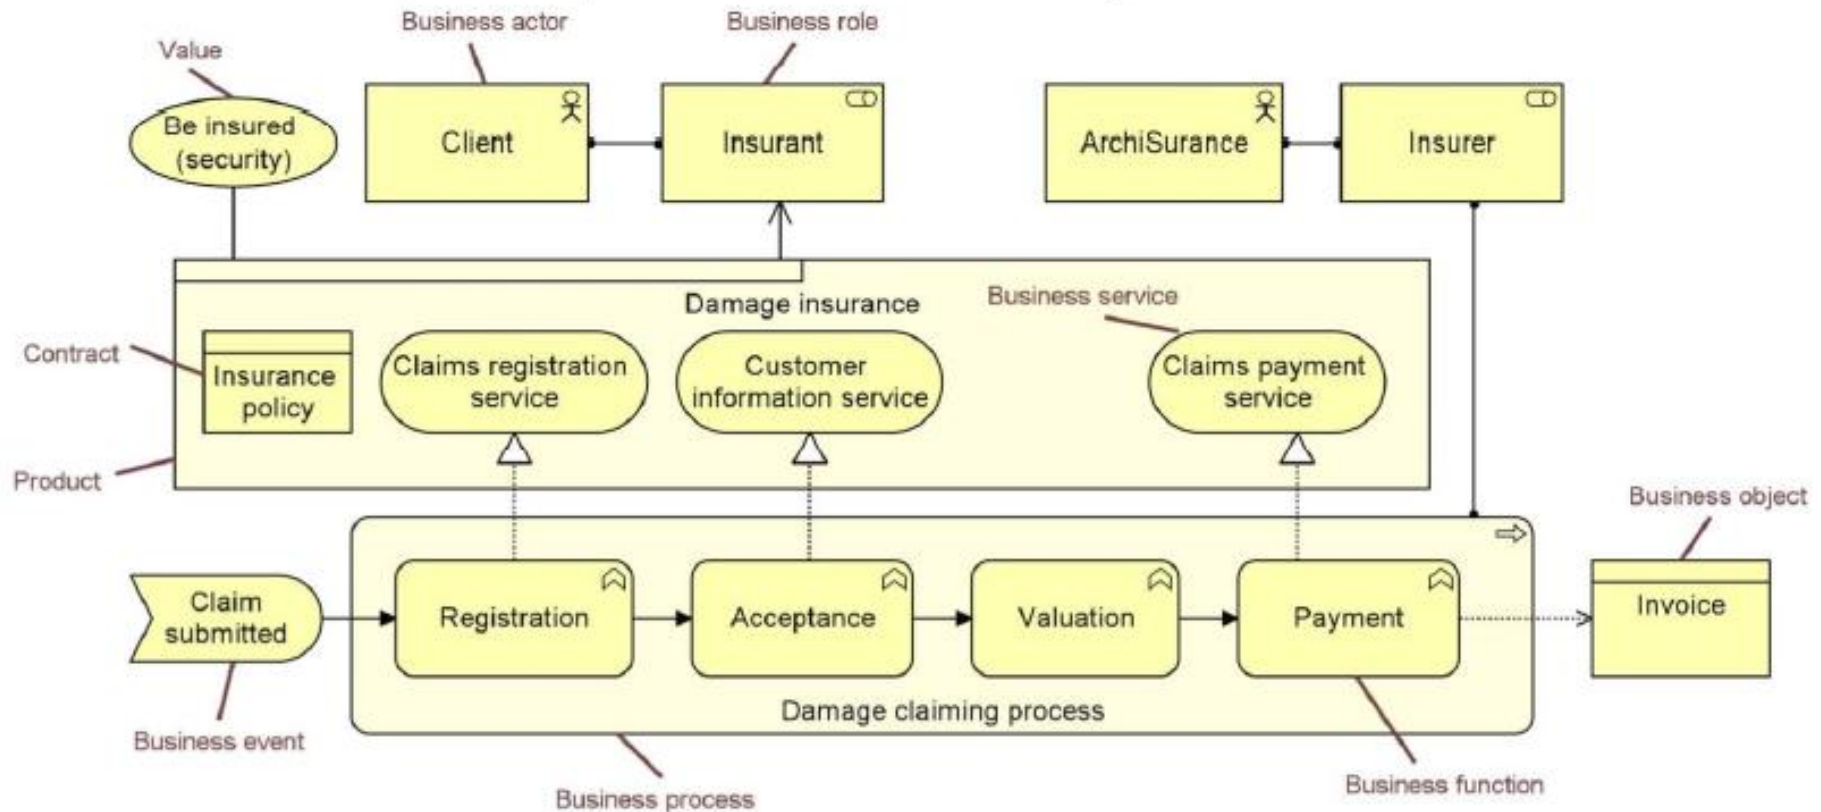 Business actor
Business role
Value
Be insured
(security)
Client
Insurant
ArchiSurance
Insurer
Damage insurance
Business service
Contract
Insurance
policy
Claims registration
service
Customer
information service
Claims payment
service
Product
Business object
Claim
submitted
Registration
Acceptance
Valuation
Payment
Invoice
Damage claiming process
Business event
Business process
Business function